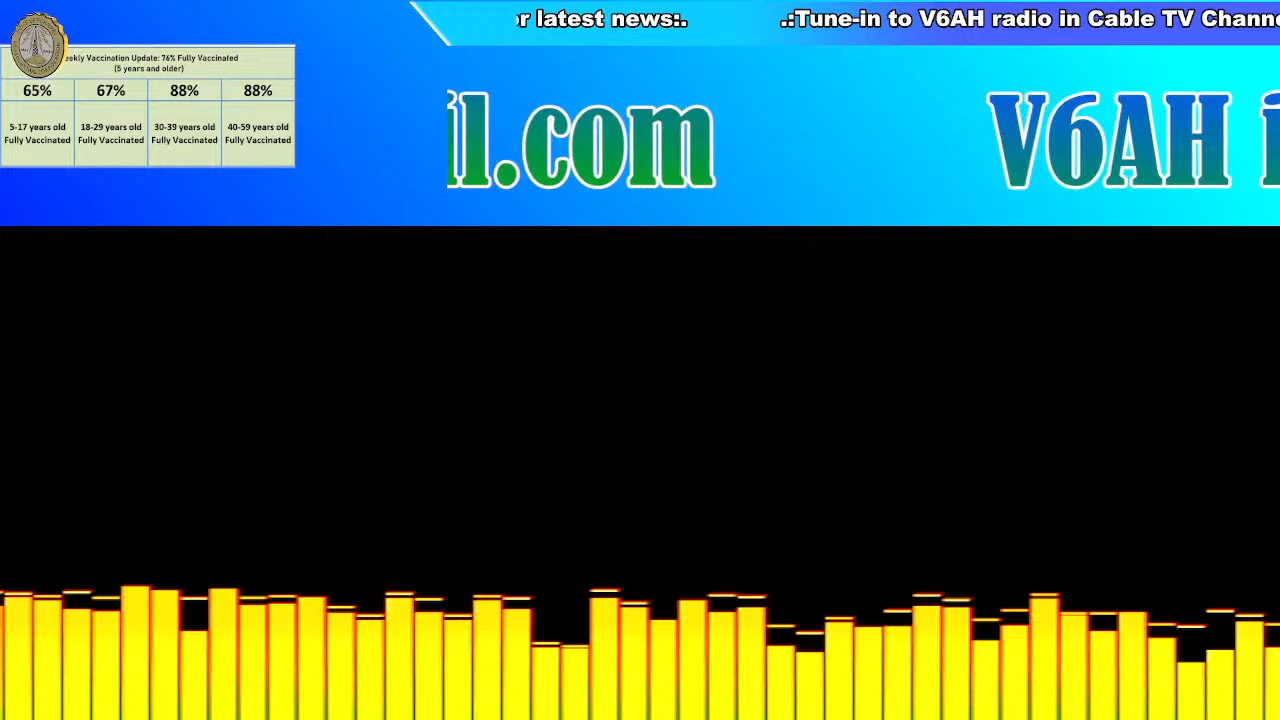 r latest news:.
.:Tune-in to V6AH radio in Cable TV Channe
ekly Vaccination Update: 76% Fully Vaccinated
(5 years and older)
65% 67% 88% 88%
5-17 years old 18-29 years old 30-39 years old 40-59 years old
Fully Vaccinated Fully Vaccinated Fully Vaccinated Fully Vaccinated
il.com
V6AH i